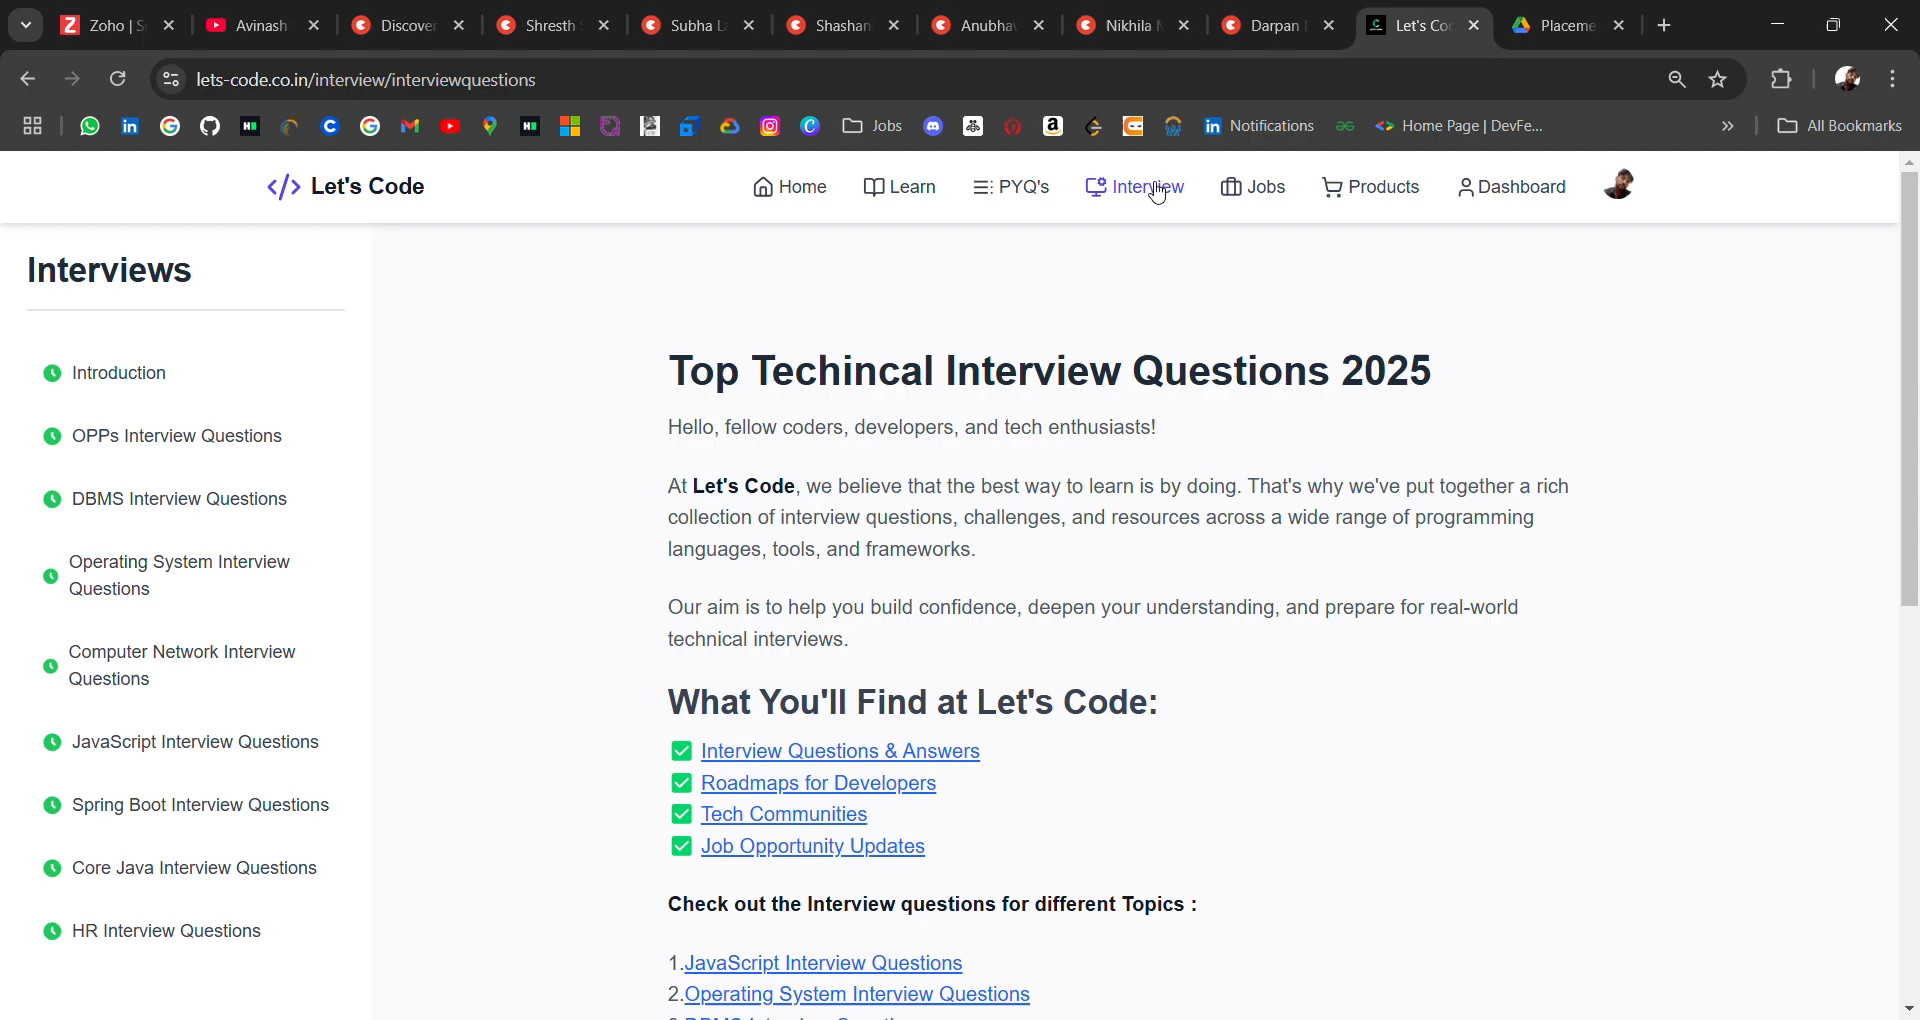 Zoho | S
Avinash
Discover
Shresth
Subha L
Shashan
Anubhav
Nikhila
Darpan
Let's Co
Placeme
lets-code.co.in/interview/interviewquestions
Jobs
Notifications
Home Page | DevFe...
All Bookmarks
</> Let's Code
Home
Learn
PYQ's
Interview
Jobs
Products
Dashboard
Interviews
Introduction
OPPs Interview Questions
DBMS Interview Questions
Operating System Interview
Questions
Computer Network Interview
Questions
JavaScript Interview Questions
Spring Boot Interview Questions
Core Java Interview Questions
HR Interview Questions
Top Techincal Interview Questions 2025
Hello, fellow coders, developers, and tech enthusiasts!
At Let's Code, we believe that the best way to learn is by doing. That's why we've put together a rich
collection of interview questions, challenges, and resources across a wide range of programming
languages, tools, and frameworks.
Our aim is to help you build confidence, deepen your understanding, and prepare for real-world
technical interviews.
What You'll Find at Let's Code:
Interview Questions & Answers
Roadmaps for Developers
Tech Communities
Job Opportunity Updates
Check out the Interview questions for different Topics :
1.JavaScript Interview Questions
2.Operating System Interview Questions